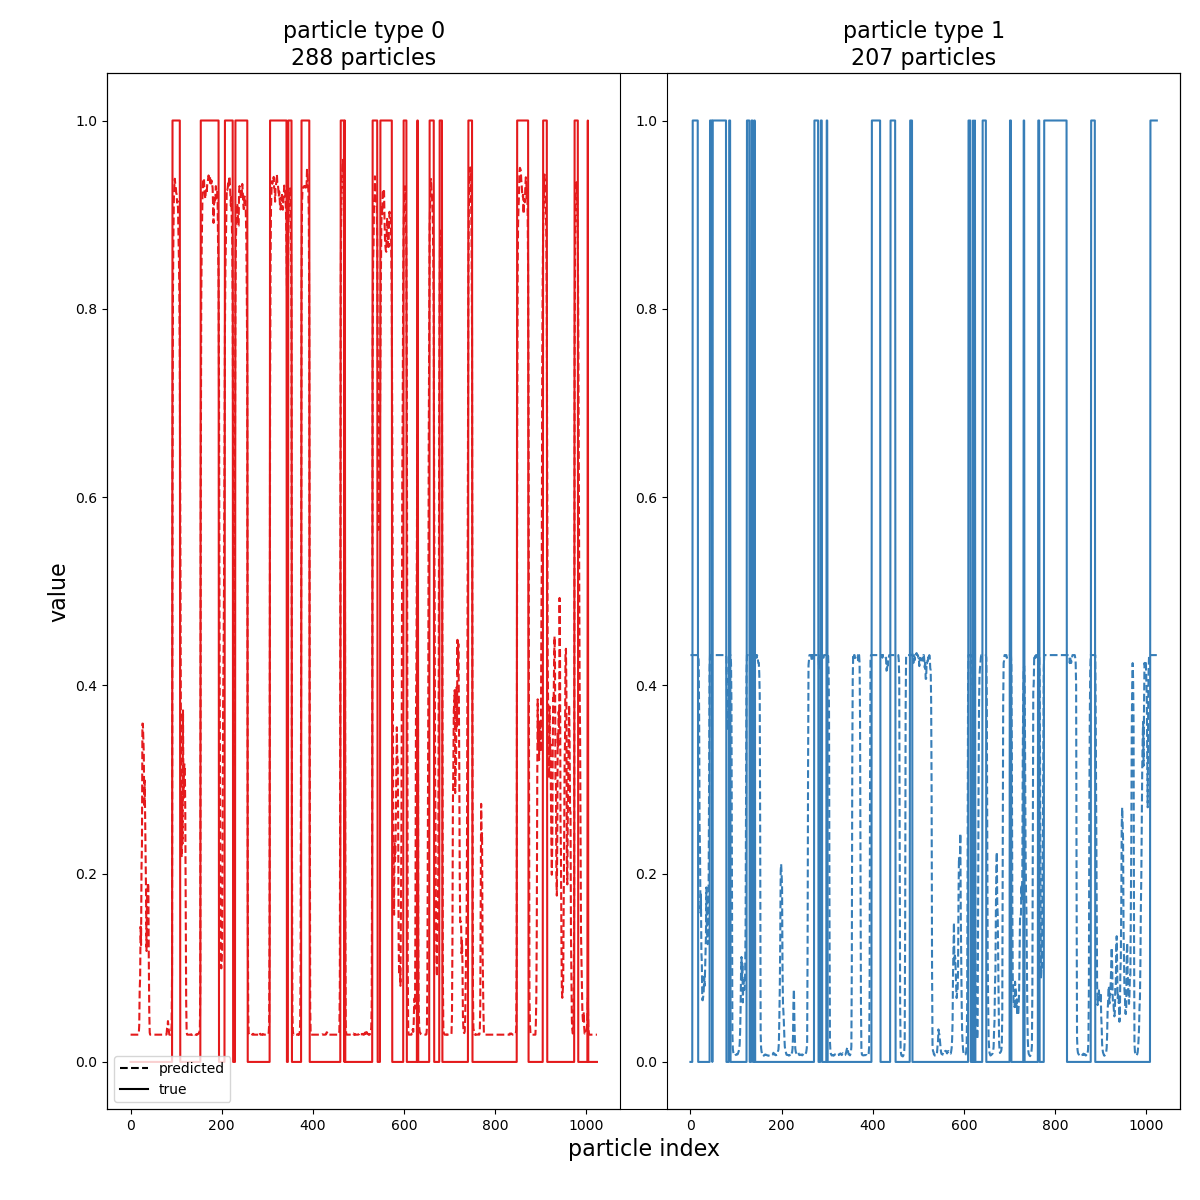 particle type 0
288 particles
particle type 1
207 particles
value
1.0
0.8
0.6
0.4
0.2
0.0
1.0
0.8
0.6
0.4
0.2
0.0
predicted
true
0 200 400 600 800 1000
0 200 400 600 800 1000
particle index